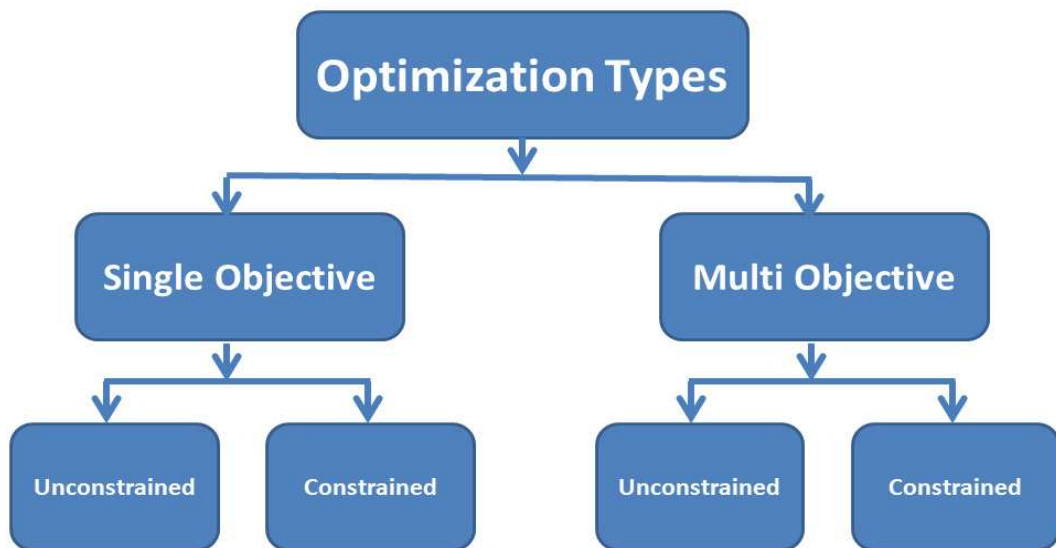 Optimization Types
Single Objective
Multi Objective
Unconstrained
Constrained
Unconstrained
Constrained